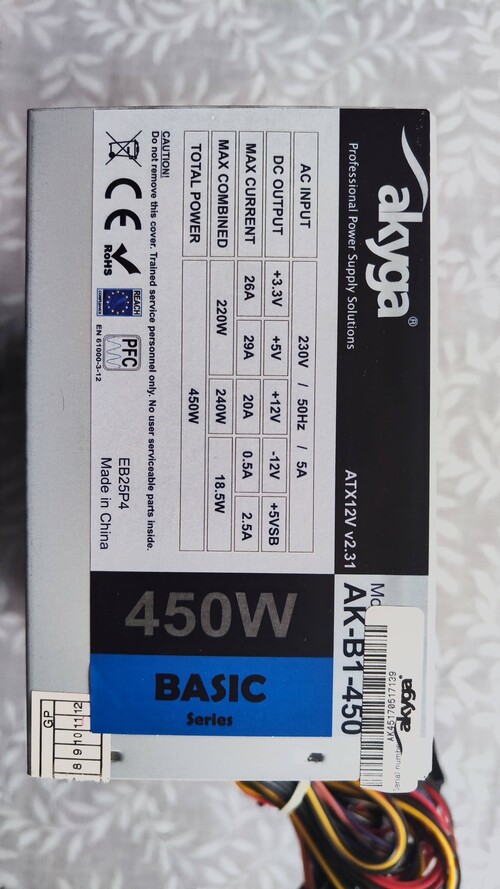 akyga®
Professional Power Supply Solutions
ATX12V v2.31
AK-B1-450
akyga®
AK45170517139
AC INPUT 230V / 50Hz / 5A
DC OUTPUT +3.3V +5V +12V -12V +5VSB
MAX CURRENT 26A 29A 20A 0.5A 2.5A
MAX COMBINED 220W 240W 18.5W
TOTAL POWER 450W
CAUTION!
Do not remove this cover. Trained service personnel only. No user serviceable parts inside.
CE
RoHS
REACH
COMPLIANCE
PFC
EN 61000-3-12
EB25P4
Made in China
450W
BASIC
Series
GP
8 9 10 11 12